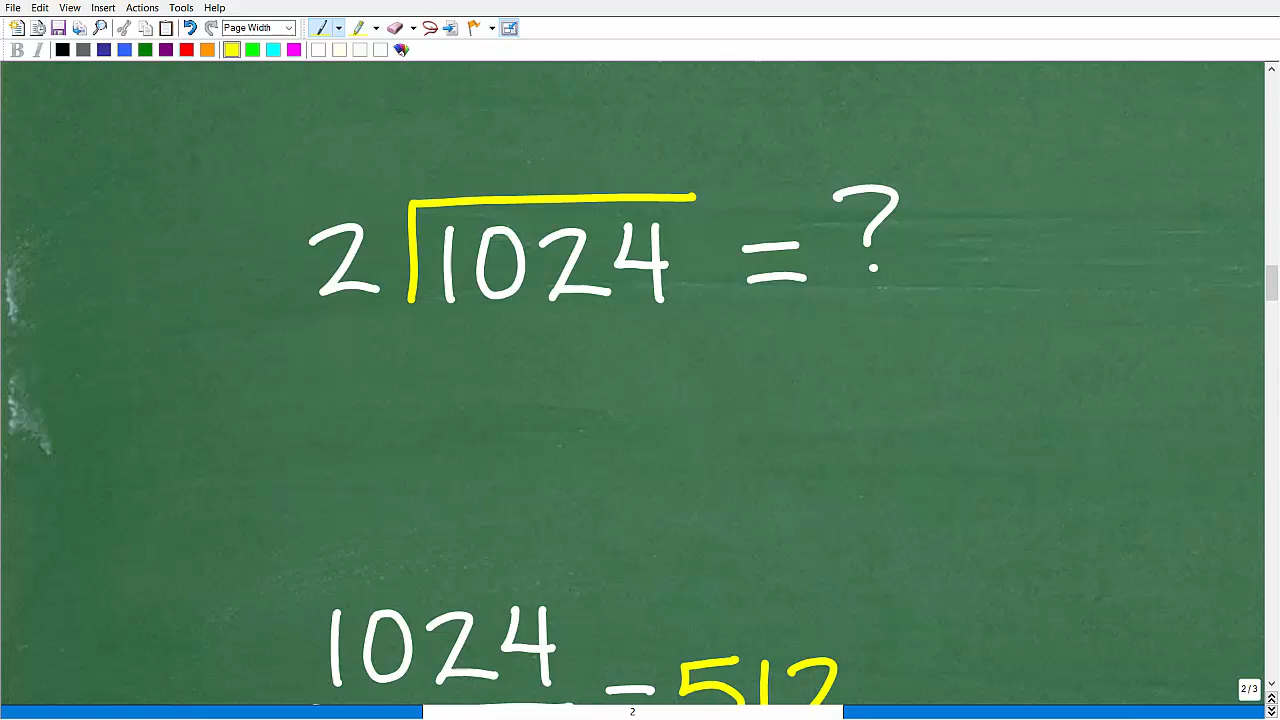 File Edit View Insert Actions Tools Help
Page Width
B I
2 1024 = ?
1024
= 512
2/3
2